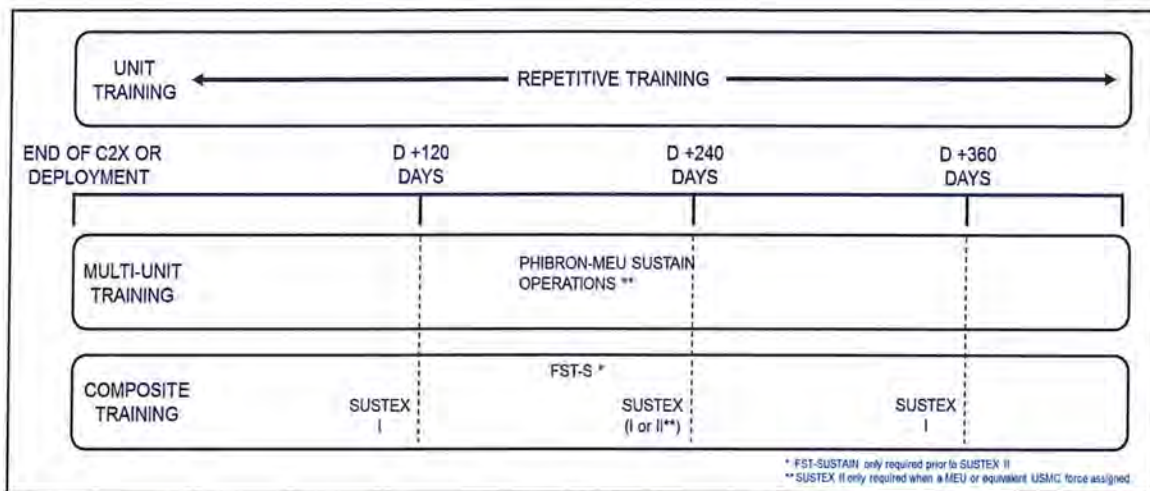 UNIT
TRAINING
REPETITIVE TRAINING
END OF C2X OR
DEPLOYMENT
D +120
DAYS
D +240
DAYS
D +360
DAYS
MULTI-UNIT
TRAINING
PHIBRON-MEU SUSTAIN
OPERATIONS **
COMPOSITE
TRAINING
FST-S *
SUSTEX
I
SUSTEX
(I or II**)
SUSTEX
I
* FST-SUSTAIN only required prior to SUSTEX II
** SUSTEX II only required when a MEU or equivalent USMC force assigned.